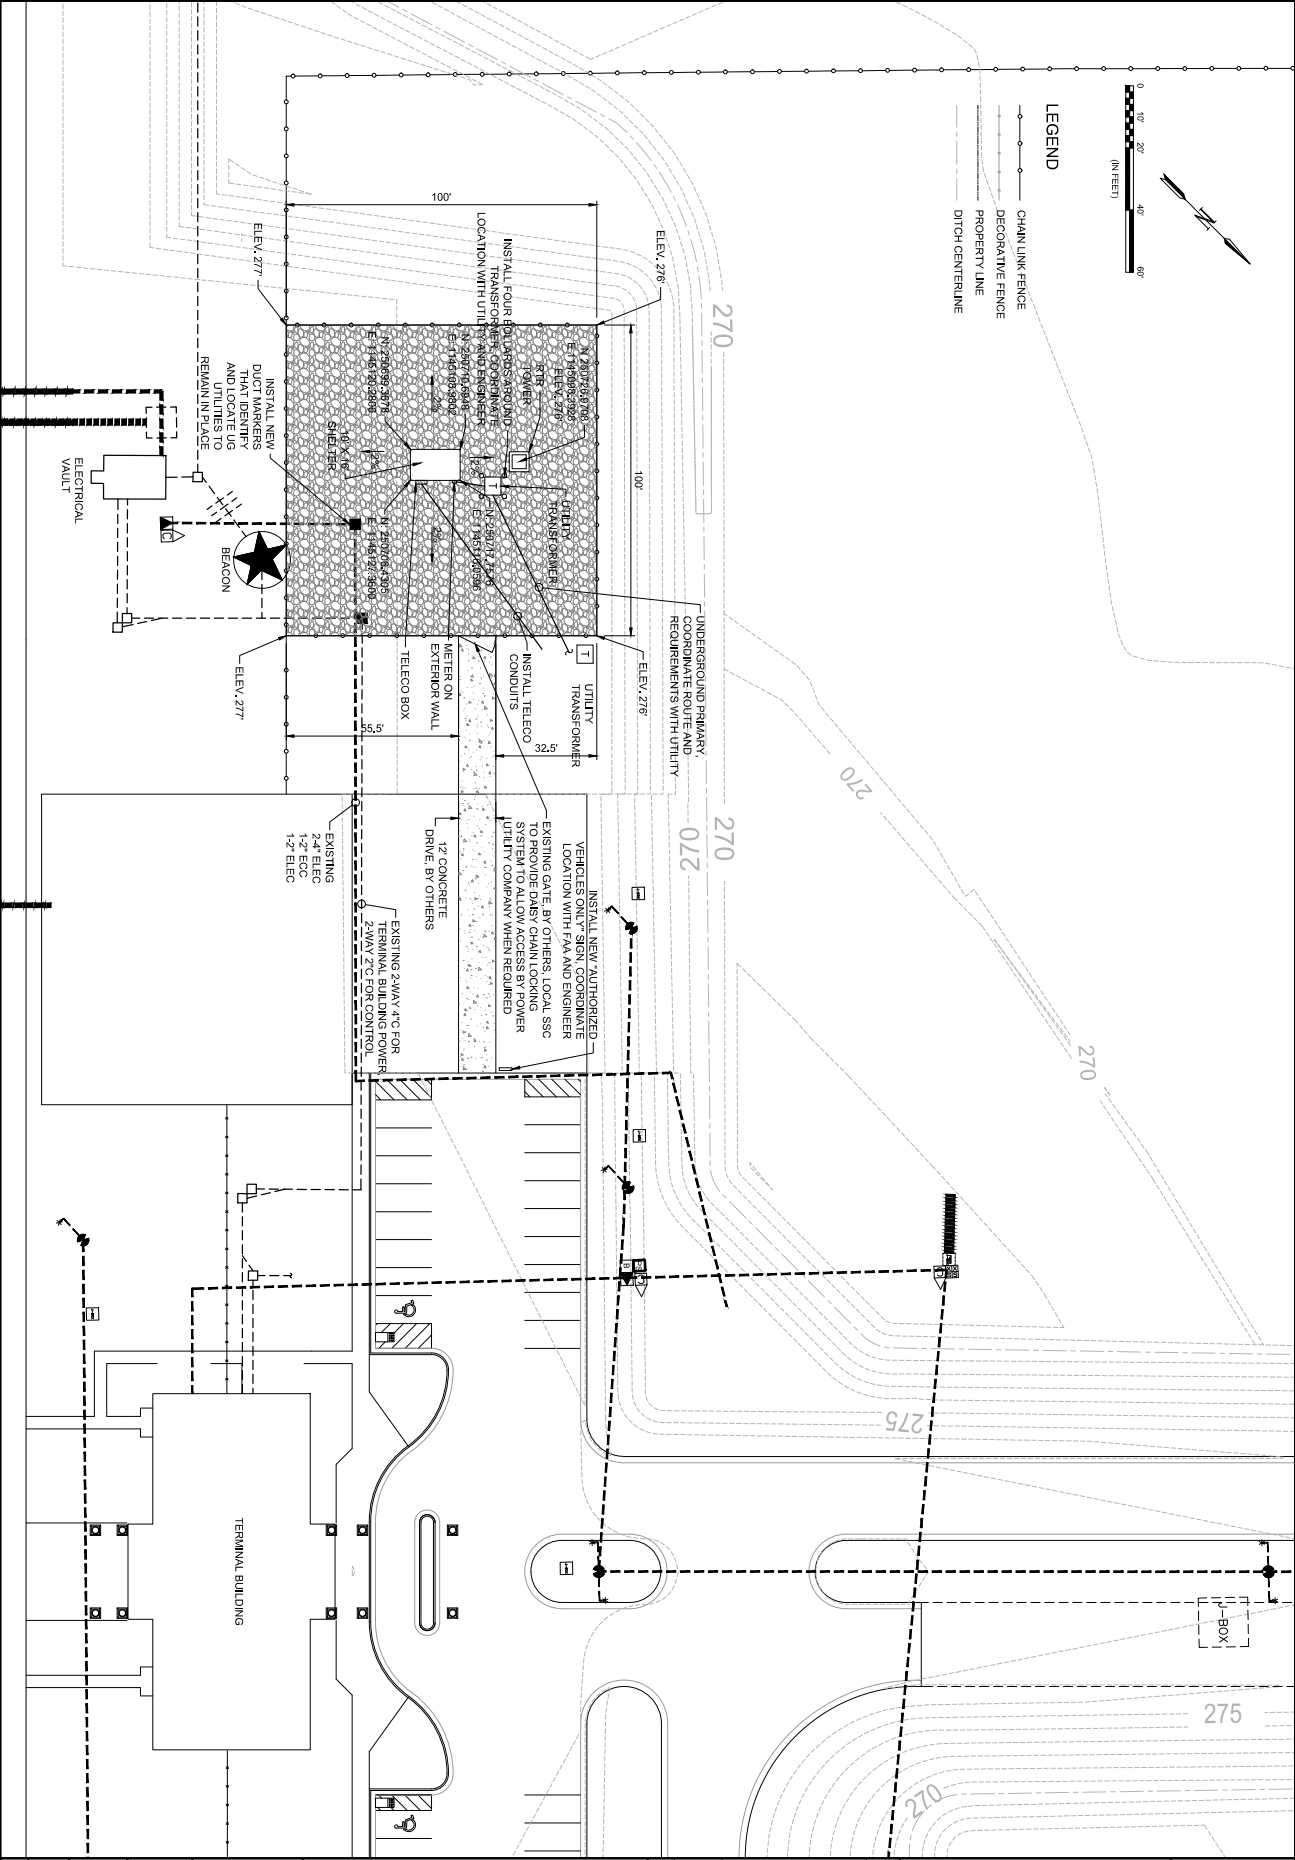 LEGEND
CHAIN LINK FENCE
DECORATIVE FENCE
PROPERTY LINE
DITCH CENTERLINE
0
10'
20'
40'
60'
(IN FEET)
N
100'
100'
ELEV. 276'
ELEV. 277'
ELEV. 276'
ELEV. 277'
INSTALL FOUR BOLLARDS AROUND
TRANSFORMER, COORDINATE
LOCATION WITH UTILITY AND ENGINEER
ELEV. 276'
RTR
TOWER
2%
2%
2%
2%
10' X 16'
SHELTER
UTILITY
TRANSFORMER
T
T
UNDERGROUND PRIMARY,
COORDINATE ROUTE AND
REQUIREMENTS WITH UTILITY
UTILITY
TRANSFORMER
INSTALL TELECO
CONDUITS
METER ON
EXTERIOR WALL
TELECO BOX
55.5'
32.5'
INSTALL NEW
DUCT MARKERS
THAT IDENTIFY
AND LOCATE UG
UTILITIES TO
REMAIN IN PLACE
ELECTRICAL
VAULT
C
BEACON
INSTALL NEW "AUTHORIZED
VEHICLES ONLY" SIGN, COORDINATE
LOCATION WITH FAA AND ENGINEER
EXISTING GATE, BY OTHERS, LOCAL SSC
TO PROVIDE DAISY CHAIN LOCKING
SYSTEM TO ALLOW ACCESS BY POWER
UTILITY COMPANY WHEN REQUIRED
12' CONCRETE
DRIVE, BY OTHERS
EXISTING
2-4" ELEC
1-2" ECC
1-2" ELEC
EXISTING 2-WAY 4"C FOR
TERMINAL BUILDING POWER,
2-WAY 2"C FOR CONTROL
TERMINAL BUILDING
J-BOX
B
270
270
270
270
270
275
275
270